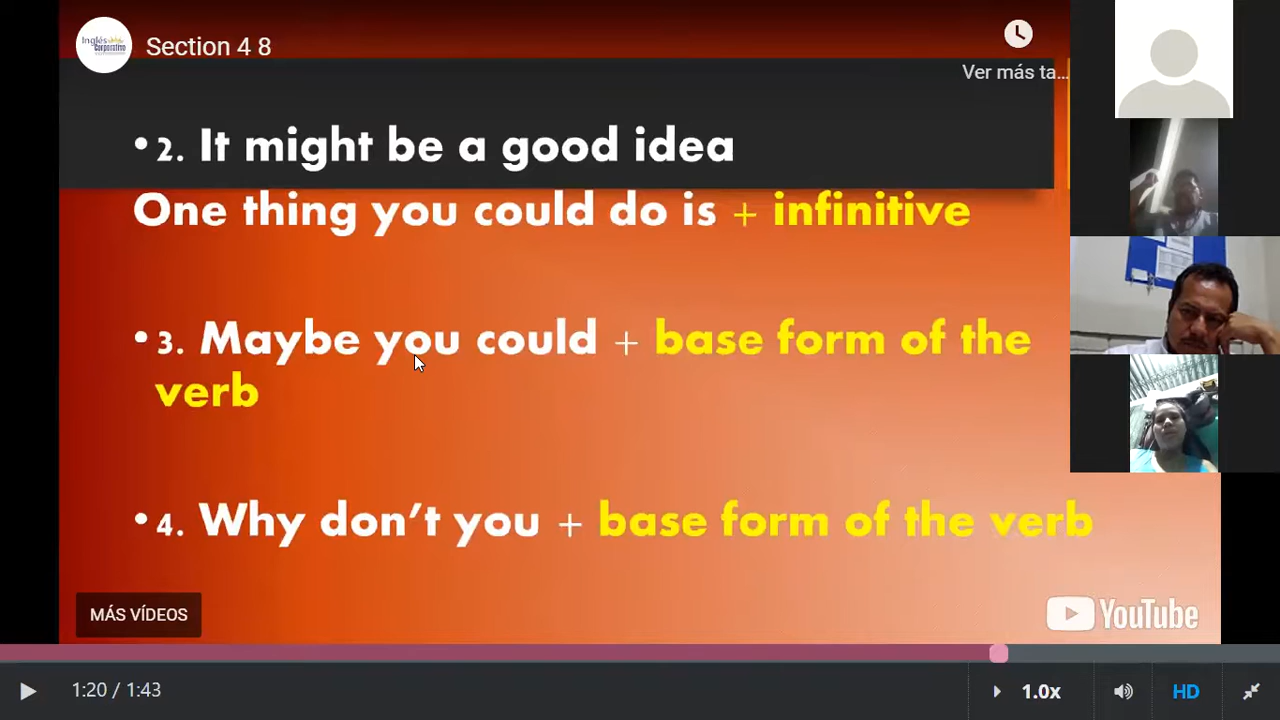 Inglés
Corporativo
Section 4 8
Ver más ta...
•2. It might be a good idea
One thing you could do is + infinitive
•3. Maybe you could + base form of the
verb
•4. Why don't you + base form of the verb
MÁS VÍDEOS
YouTube
1:20 / 1:43
1.0x
HD